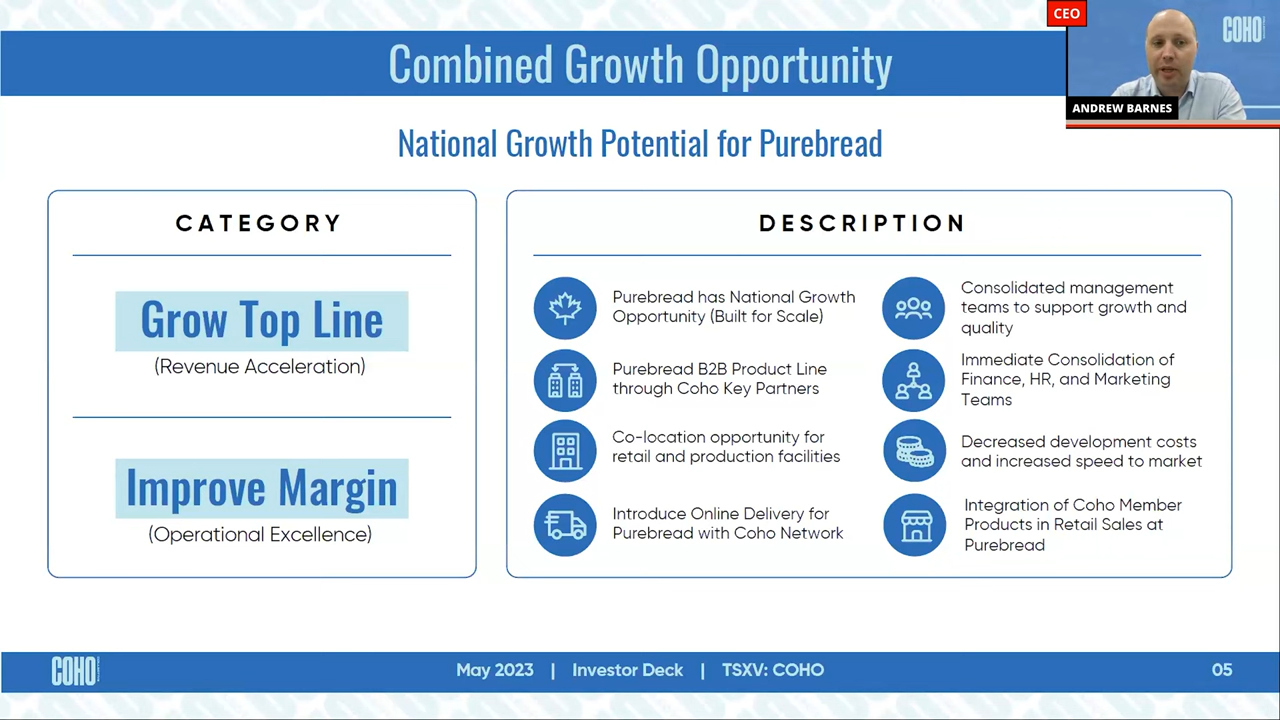 CEO
COHO
Combined Growth Opportunity
ANDREW BARNES
National Growth Potential for Purebread
CATEGORY
Grow Top Line
(Revenue Acceleration)
Improve Margin
(Operational Excellence)
DESCRIPTION
Purebread has National Growth
Opportunity (Built for Scale)
Purebread B2B Product Line
through Coho Key Partners
Co-location opportunity for
retail and production facilities
Introduce Online Delivery for
Purebread with Coho Network
Consolidated management
teams to support growth and
quality
Immediate Consolidation of
Finance, HR, and Marketing
Teams
Decreased development costs
and increased speed to market
Integration of Coho Member
Products in Retail Sales at
Purebread
COHO
May 2023 | Investor Deck | TSXV: COHO
05